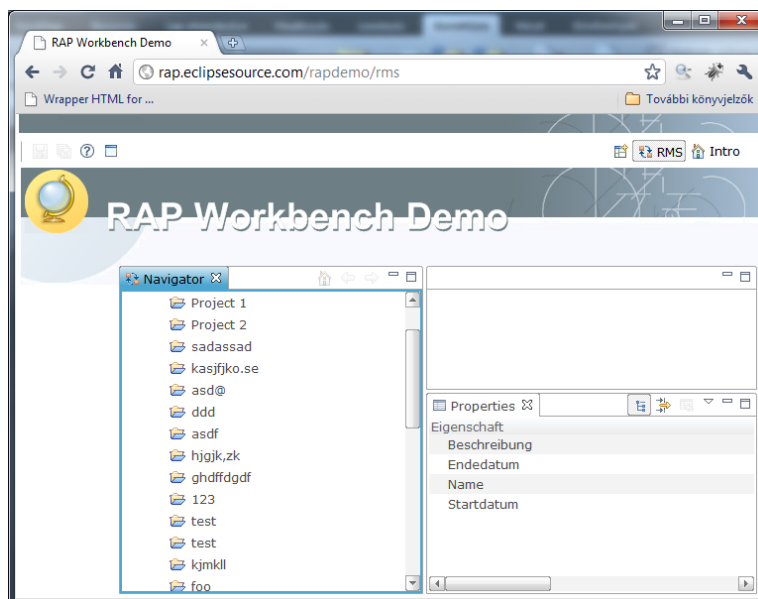 RAP Workbench Demo
rap.eclipsesource.com/rapdemo/rms
Wrapper HTML for ...
További könyvjelzők
RMS
Intro
RAP Workbench Demo
Navigator
Project 1
Project 2
sadassad
kasjfjko.se
asd@
ddd
asdf
hjgjk,zk
ghdffdgdf
123
test
test
kjmkll
foo
Properties
Eigenschaft
Beschreibung
Endedatum
Name
Startdatum